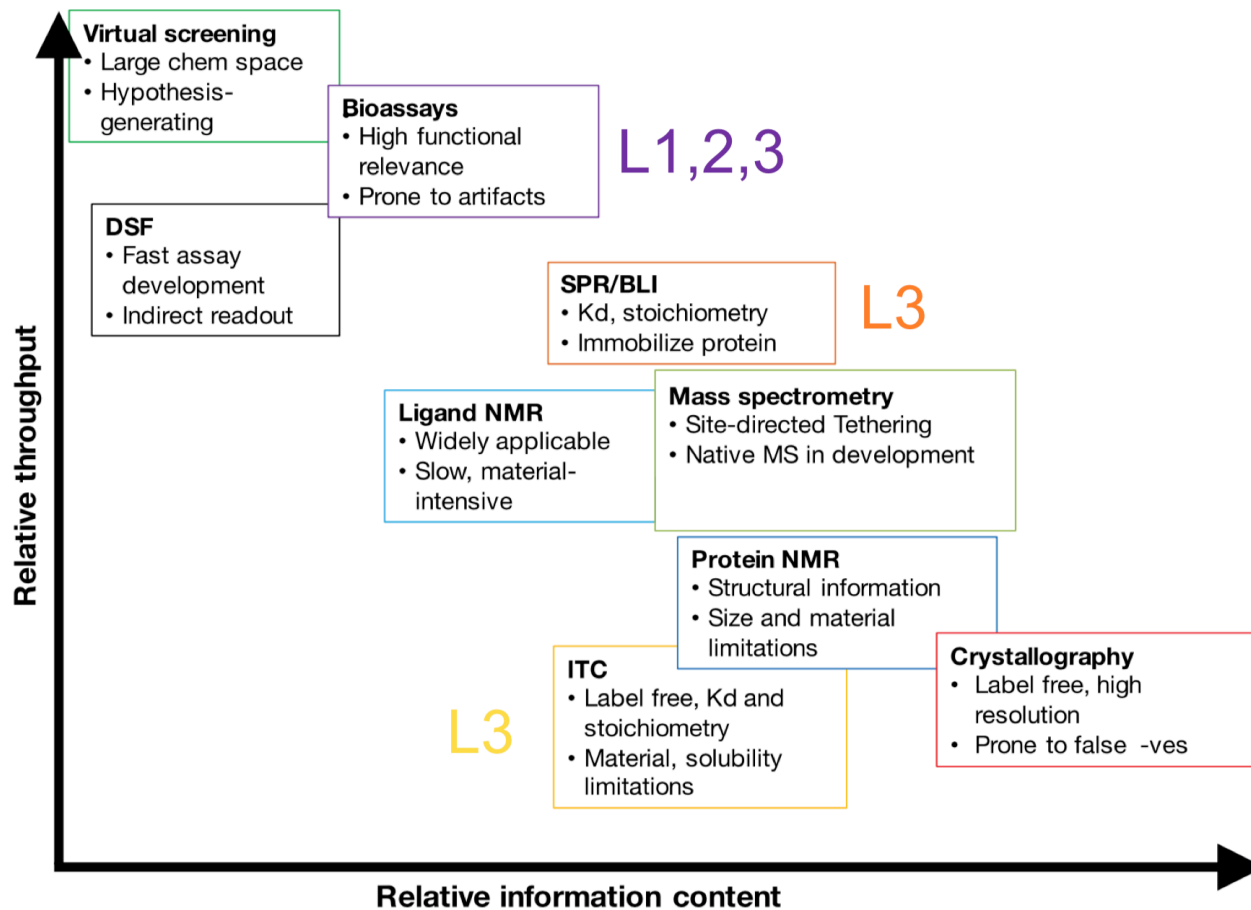 Virtual screening
• Large chem space
• Hypothesis-
generating)
Bioassays
• High functional
relevance
• Prone to artifacts
L1,2,3
DSF
• Fast assay
development
• Indirect readout
SPR/BLI
• Kd, stoichiometry
• Immobilize protein
L3
Ligand NMR
• Widely applicable
• Slow, material-
intensive
Mass spectrometry
• Site-directed Tethering
• Native MS in development
Protein NMR
• Structural information
• Size and material
limitations
ITC
• Label free, Kd and
stoichiometry
• Material, solubility
limitations
L3
Crystallography
• Label free, high
resolution
• Prone to false -ves
Relative throughput
Relative information content